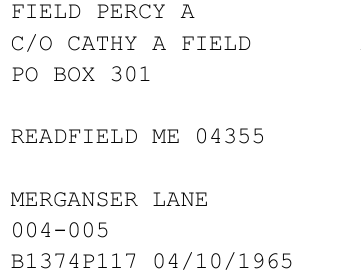 FIELD PERCY A
C/O CATHY A FIELD
PO BOX 301
READFIELD ME 04355
MERGANSER LANE
004-005
B1374P117 04/10/1965